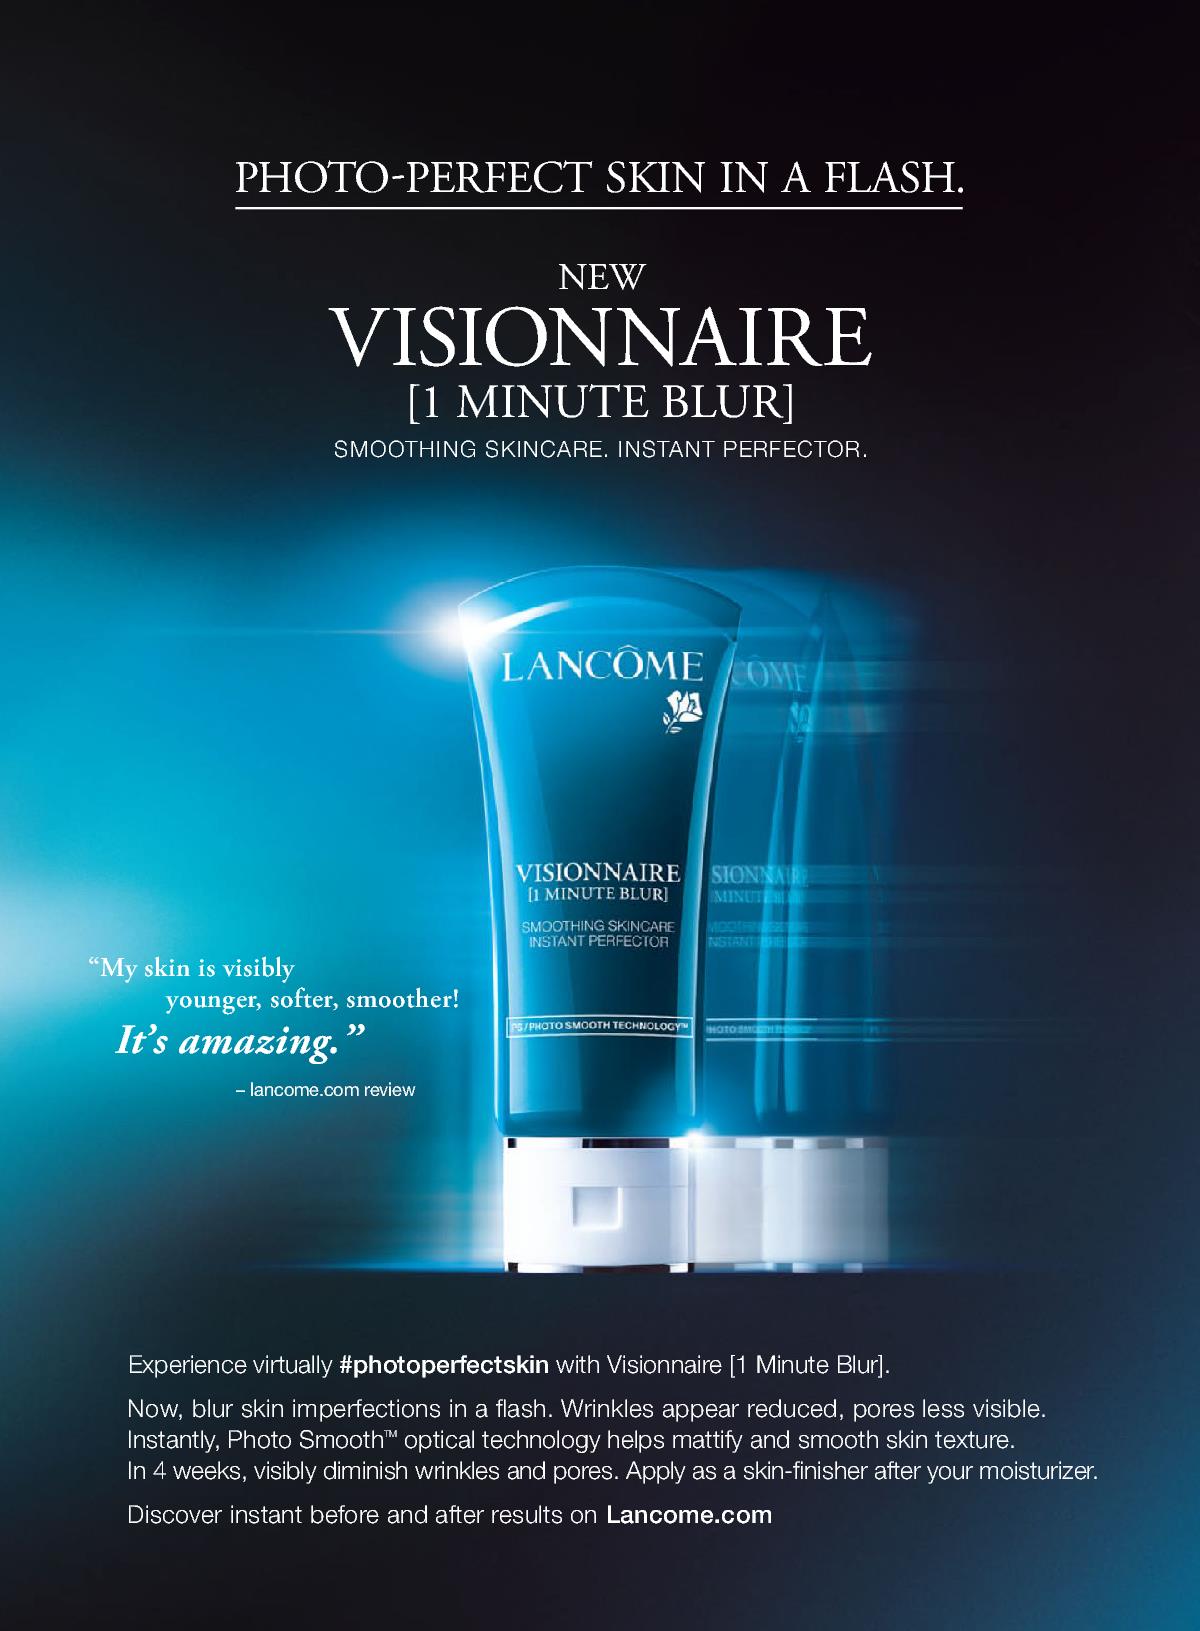 PHOTO-PERFECT SKIN IN A FLASH.
NEW
VISIONNAIRE
[1 MINUTE BLUR]
SMOOTHING SKINCARE. INSTANT PERFECTOR.
LANCÔME
CÔME
VISIONNAIRE
[1 MINUTE BLUR]
SMOOTHING SKINCARE
INSTANT PERFECTOR
PS/PHOTO SMOOTH TECHNOLOGY™
“My skin is visibly
younger, softer, smoother!
It’s amazing.”
– lancome.com review
Experience virtually #photoperfectskin with Visionnaire [1 Minute Blur].
Now, blur skin imperfections in a flash. Wrinkles appear reduced, pores less visible.
Instantly, Photo Smooth™ optical technology helps mattify and smooth skin texture.
In 4 weeks, visibly diminish wrinkles and pores. Apply as a skin-finisher after your moisturizer.
Discover instant before and after results on Lancome.com